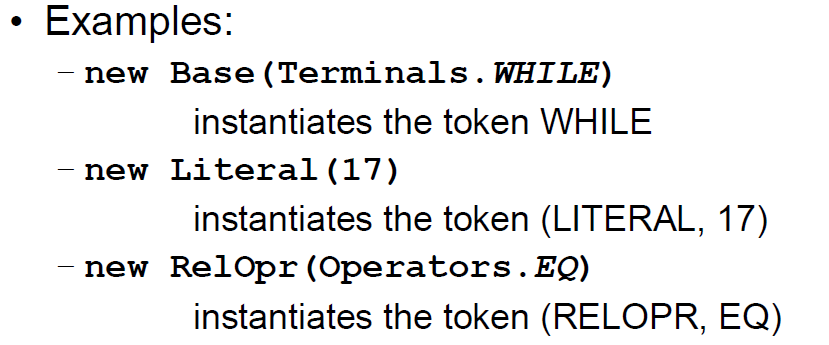 • Examples:
– new Base(Terminals.WHILE)
instantiates the token WHILE
– new Literal(17)
instantiates the token (LITERAL, 17)
– new RelOpr(Operators.EQ)
instantiates the token (RELOPR, EQ)